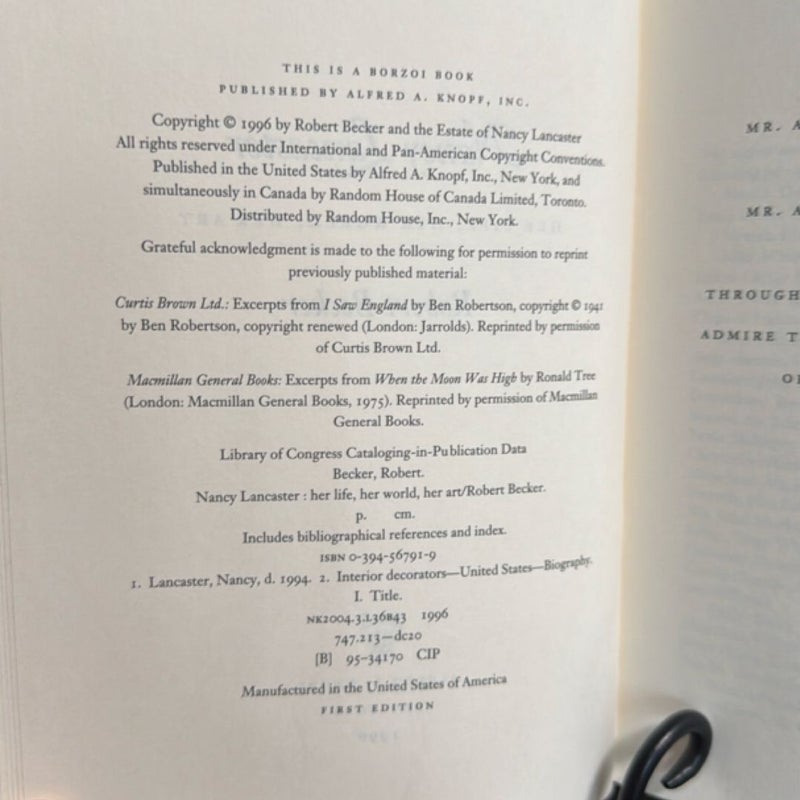 THIS IS A BORZOI BOOK
PUBLISHED BY ALFRED A. KNOPF, INC.
Copyright © 1996 by Robert Becker and the Estate of Nancy Lancaster
All rights reserved under International and Pan-American Copyright Conventions.
Published in the United States by Alfred A. Knopf, Inc., New York, and
simultaneously in Canada by Random House of Canada Limited, Toronto.
Distributed by Random House, Inc., New York.
Grateful acknowledgment is made to the following for permission to reprint
previously published material:
Curtis Brown Ltd.: Excerpts from I Saw England by Ben Robertson, copyright © 1941
by Ben Robertson, copyright renewed (London: Jarrolds). Reprinted by permission
of Curtis Brown Ltd.
Macmillan General Books: Excerpts from When the Moon Was High by Ronald Tree
(London: Macmillan General Books, 1975). Reprinted by permission of Macmillan
General Books.
Library of Congress Cataloging-in-Publication Data
Becker, Robert.
Nancy Lancaster : her life, her world, her art/Robert Becker.
p. cm.
Includes bibliographical references and index.
ISBN 0-394-56791-9
1. Lancaster, Nancy, d. 1994. 2. Interior decorators—United States—Biography.
I. Title.
NK2004.3.L36B43 1996
747.213—dc20
[B] 95-34170 CIP
Manufactured in the United States of America
FIRST EDITION
MR. A
MR. A
THROUGH
ADMIRE T